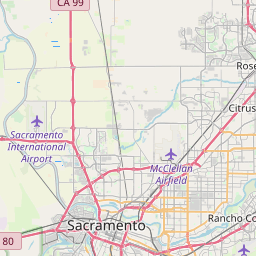 CA 99
Rose
Citrus
Sacramento
International
Airport
McClellan
Airfield
Rancho Co
Sacramento
80